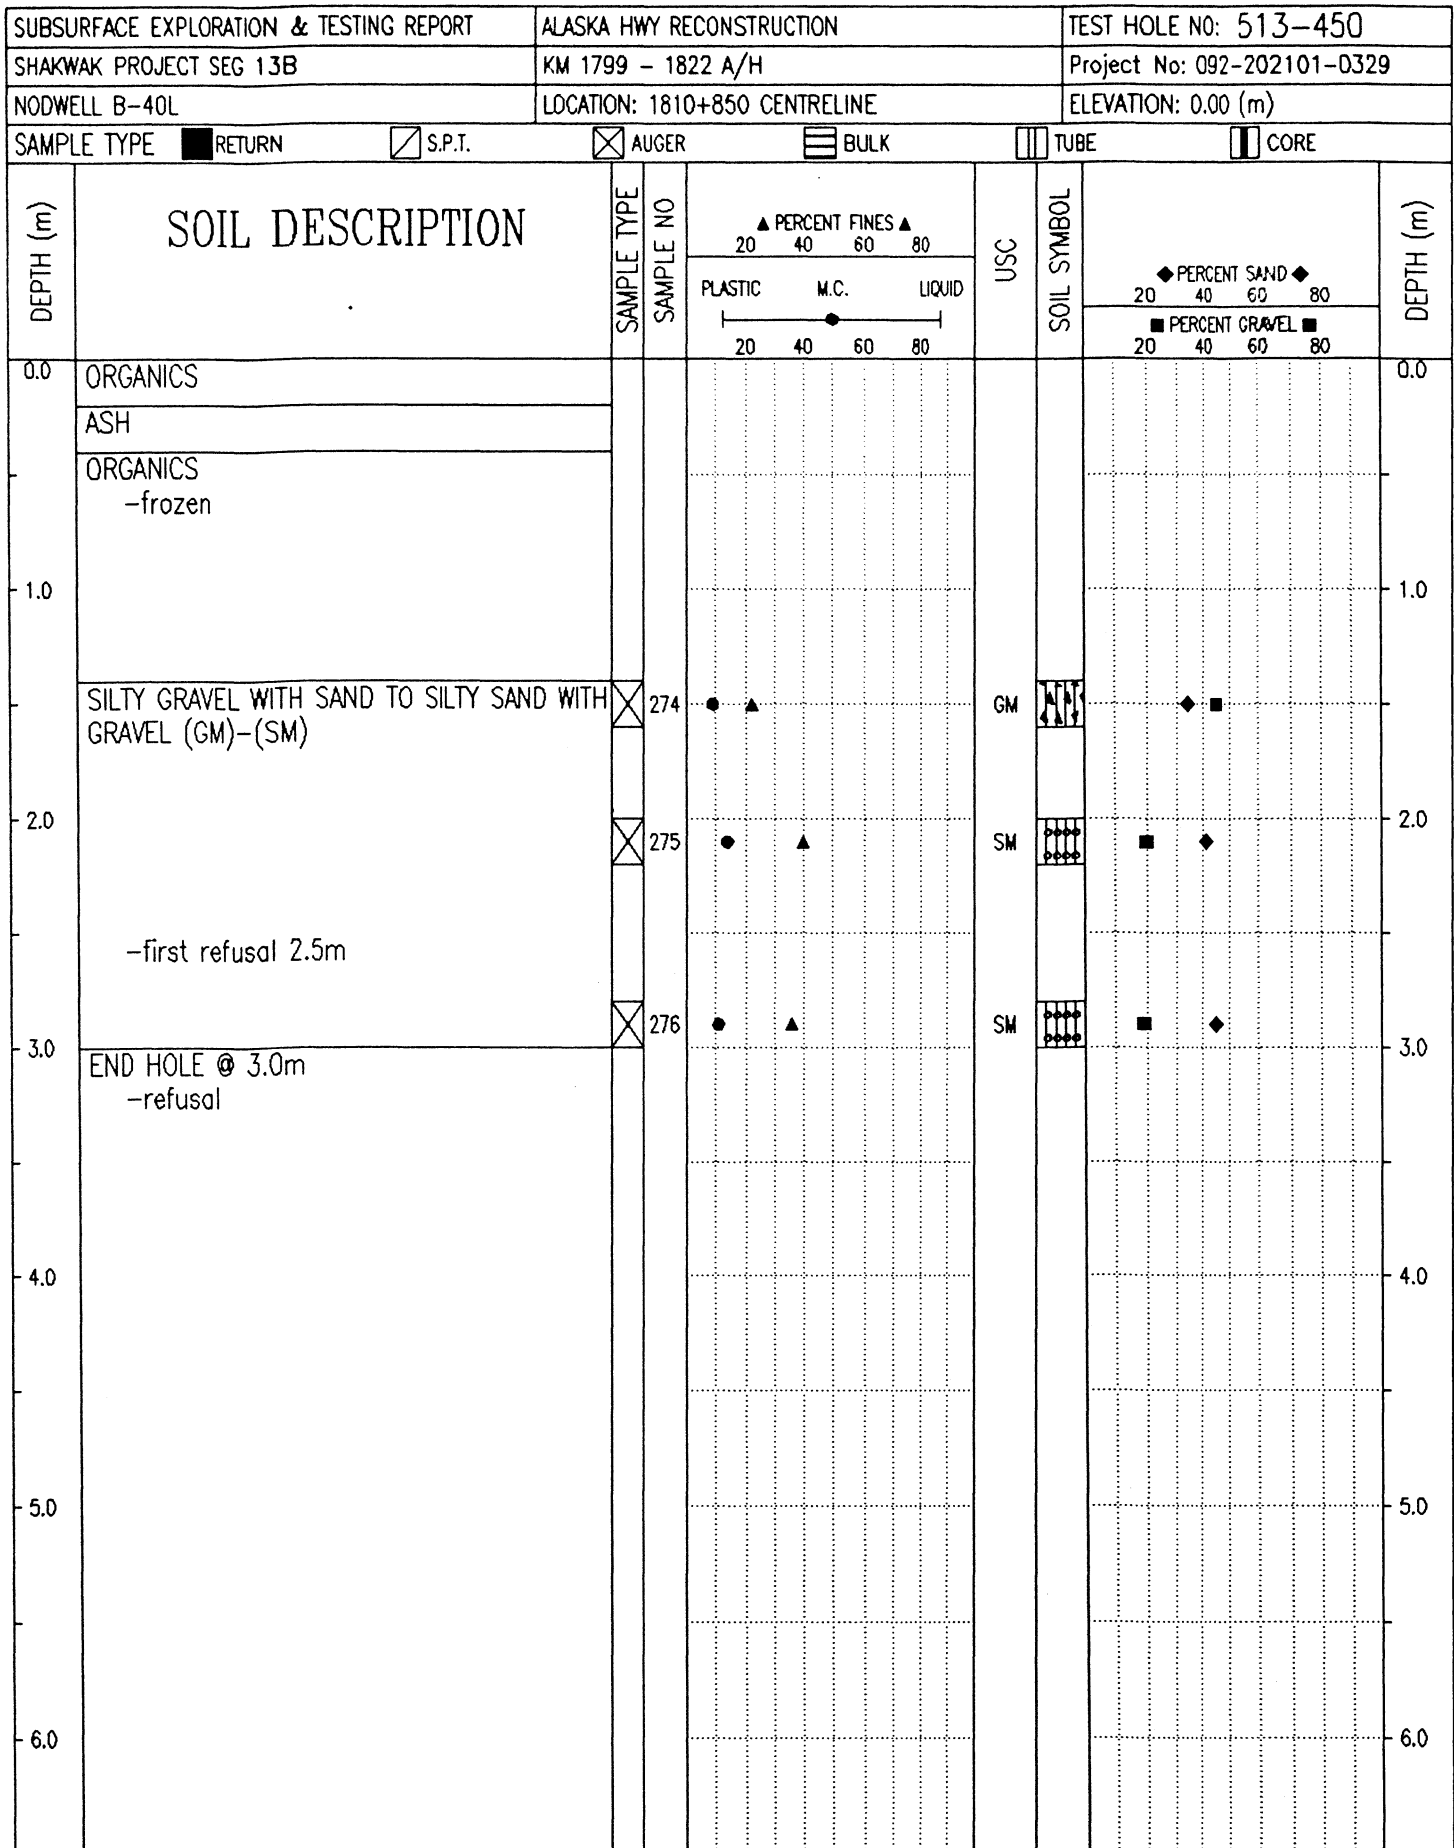 SUBSURFACE EXPLORATION & TESTING REPORT ALASKA HWY RECONSTRUCTION TEST HOLE NO: 513-450
SHAKWAK PROJECT SEG 13B KM 1799 - 1822 A/H Project No: 092-202101-0329
NODWELL B-40L LOCATION: 1810+850 CENTRELINE ELEVATION: 0.00 (m)
SAMPLE TYPE RETURN S.P.T. AUGER BULK TUBE CORE
DEPTH (m)
SOIL DESCRIPTION
SAMPLE TYPE
SAMPLE NO
▲ PERCENT FINES ▲
20 40 60 80
PLASTIC M.C. LIQUID
20 40 60 80
USC
SOIL SYMBOL
◆ PERCENT SAND ◆
20 40 60 80
■ PERCENT GRAVEL ■
20 40 60 80
DEPTH (m)
0.0 ORGANICS 0.0
ASH
ORGANICS
-frozen
1.0 1.0
SILTY GRAVEL WITH SAND TO SILTY SAND WITH 274 GM
GRAVEL (GM)-(SM)
2.0 2.0
275 SM
-first refusal 2.5m
276 SM
3.0 3.0
END HOLE @ 3.0m
-refusal
4.0 4.0
5.0 5.0
6.0 6.0